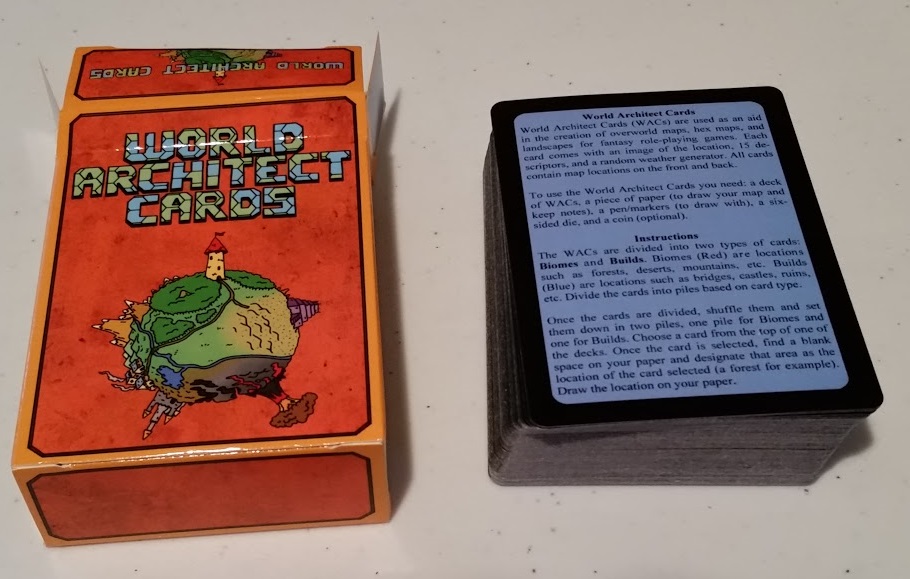 WORLD ARCHITECT CARDS
WORLD
ARCHITECT
CARDS
World Architect Cards
World Architect Cards (WACs) are used as an aid
in the creation of overworld maps, hex maps, and
landscapes for fantasy role-playing games. Each
card comes with an image of the location, 15 de-
scriptors, and a random weather generator. All cards
contain map locations on the front and back.
To use the World Architect Cards you need: a deck
of WACs, a piece of paper (to draw your map and
keep notes), a pen/markers (to draw with), a six-
sided die, and a coin (optional).
Instructions
The WACs are divided into two types of cards:
Biomes and Builds. Biomes (Red) are locations
such as forests, deserts, mountains, etc. Builds
(Blue) are locations such as bridges, castles, ruins,
etc. Divide the cards into piles based on card type.
Once the cards are divided, shuffle them and set
them down in two piles, one pile for Biomes and
one for Builds. Choose a card from the top of one of
the decks. Once the card is selected, find a blank
space on your paper and designate that area as the
location of the card selected (a forest for example).
Draw the location on your paper.